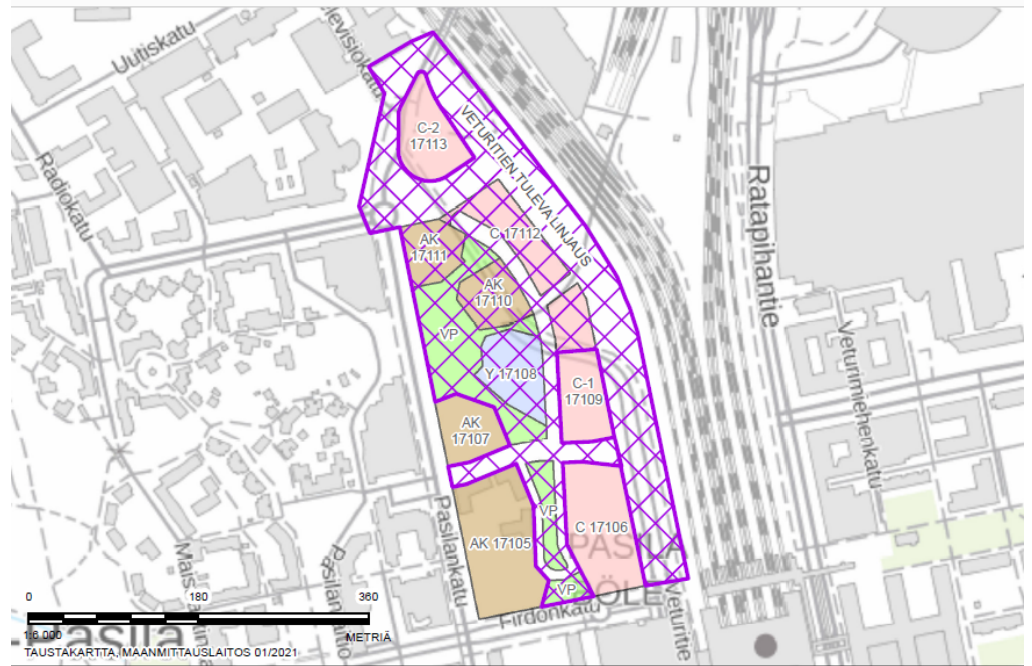 Uutiskatu
Televisiokatu
C-2
17113
VETURITIEN TULEVA LINJAUS
Radiokatu
Ratapihantie
C 17112
AK
17111
AK
17110
VP
Y 17108
C-1
17109
Veturimiehenkatu
AK
17107
VP
AK 17105
C 17106
PASILA
BÖLE
VP
Pasilankatu
Firdonkatu
Veturitie
0 180 360
1:6 000 METRIÄ
TAUSTAKARTTA, MAANMITTAUSLAITOS 01/2021